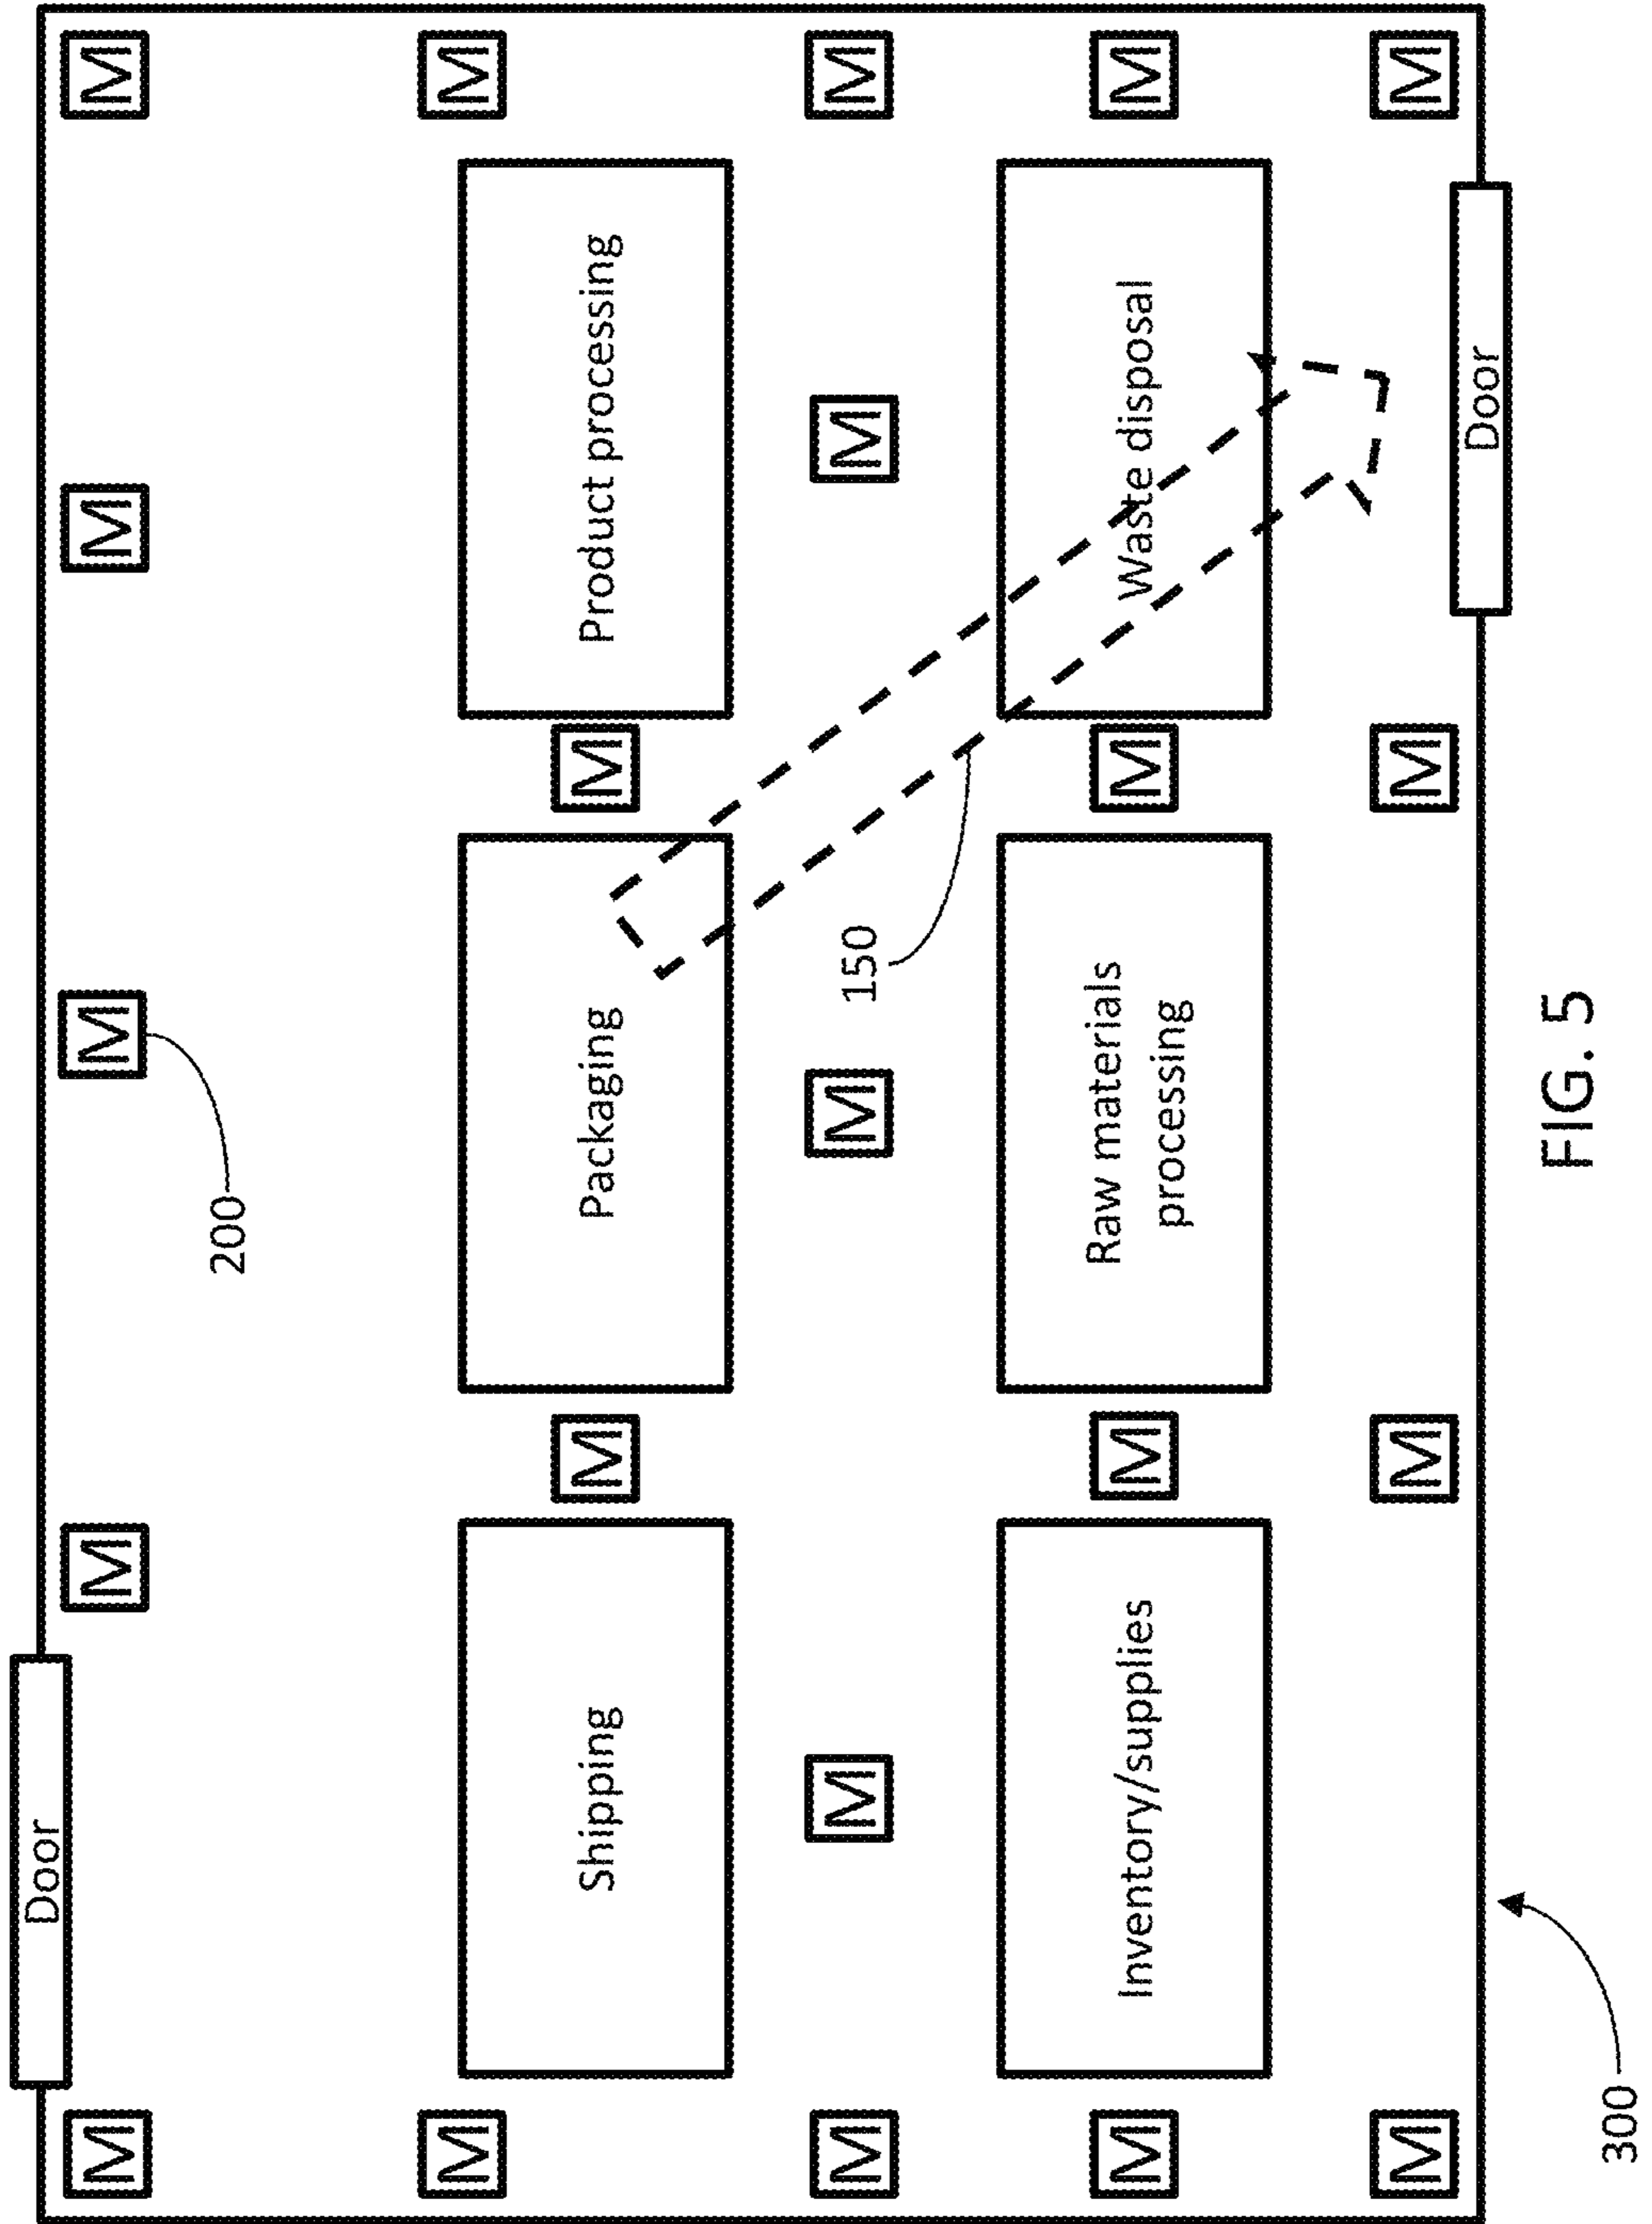 Door
M
M
M
M
M
200
M
M
Shipping
M
Packaging
M
Product processing
M
M
M
150
M
M
M
Inventory/supplies
M
Raw materials
processing
M
Waste disposal
M
M
M
M
M
Door
300
FIG. 5